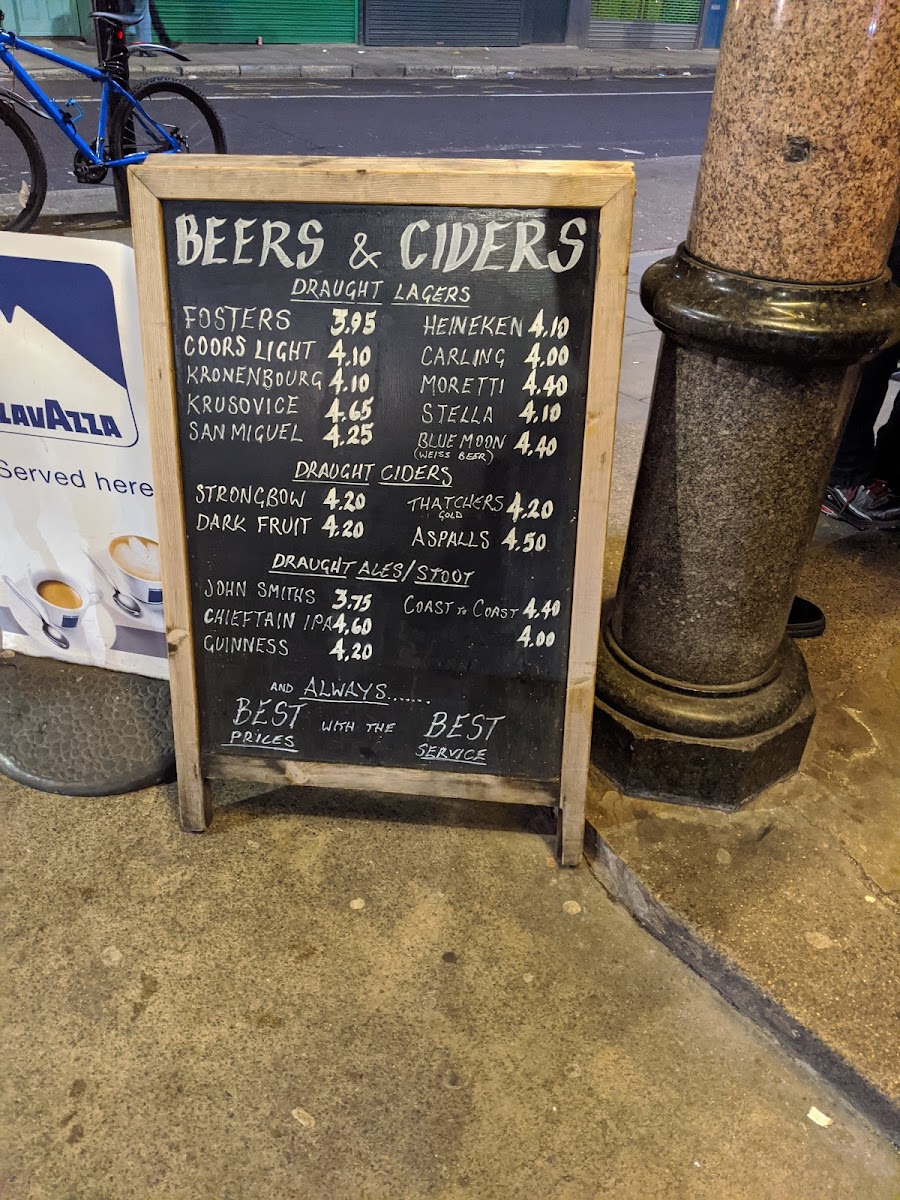 BEERS & CIDERS
DRAUGHT LAGERS
FOSTERS 3.95
COORS LIGHT 4.10
KRONENBOURG 4.10
KRUSOVICE 4.65
SAN MIGUEL 4.25
HEINEKEN 4.10
CARLING 4.00
MORETTI 4.40
STELLA 4.10
BLUE MOON 4.40
(WEISS BEER)
DRAUGHT CIDERS
STRONGBOW 4.20
DARK FRUIT 4.20
THATCHERS 4.20
GOLD
ASPALLS 4.50
DRAUGHT ALES/STOOT
JOHN SMITHS 3.75
CHIEFTAIN IPA 4.60
GUINNESS 4.20
COAST TO COAST 4.40
4.00
AND ALWAYS......
BEST WITH THE BEST
PRICES SERVICE
LAVAZZA
Served here